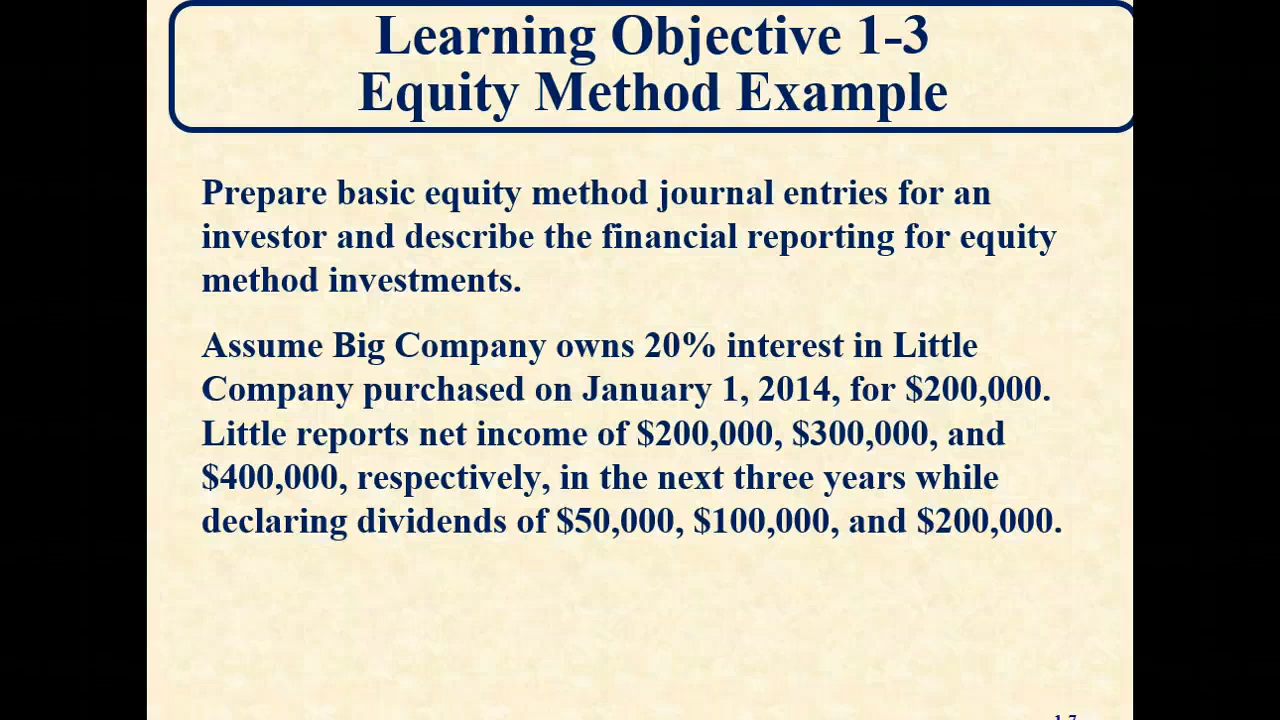 Learning Objective 1-3
Equity Method Example
Prepare basic equity method journal entries for an
investor and describe the financial reporting for equity
method investments.
Assume Big Company owns 20% interest in Little
Company purchased on January 1, 2014, for $200,000.
Little reports net income of $200,000, $300,000, and
$400,000, respectively, in the next three years while
declaring dividends of $50,000, $100,000, and $200,000.